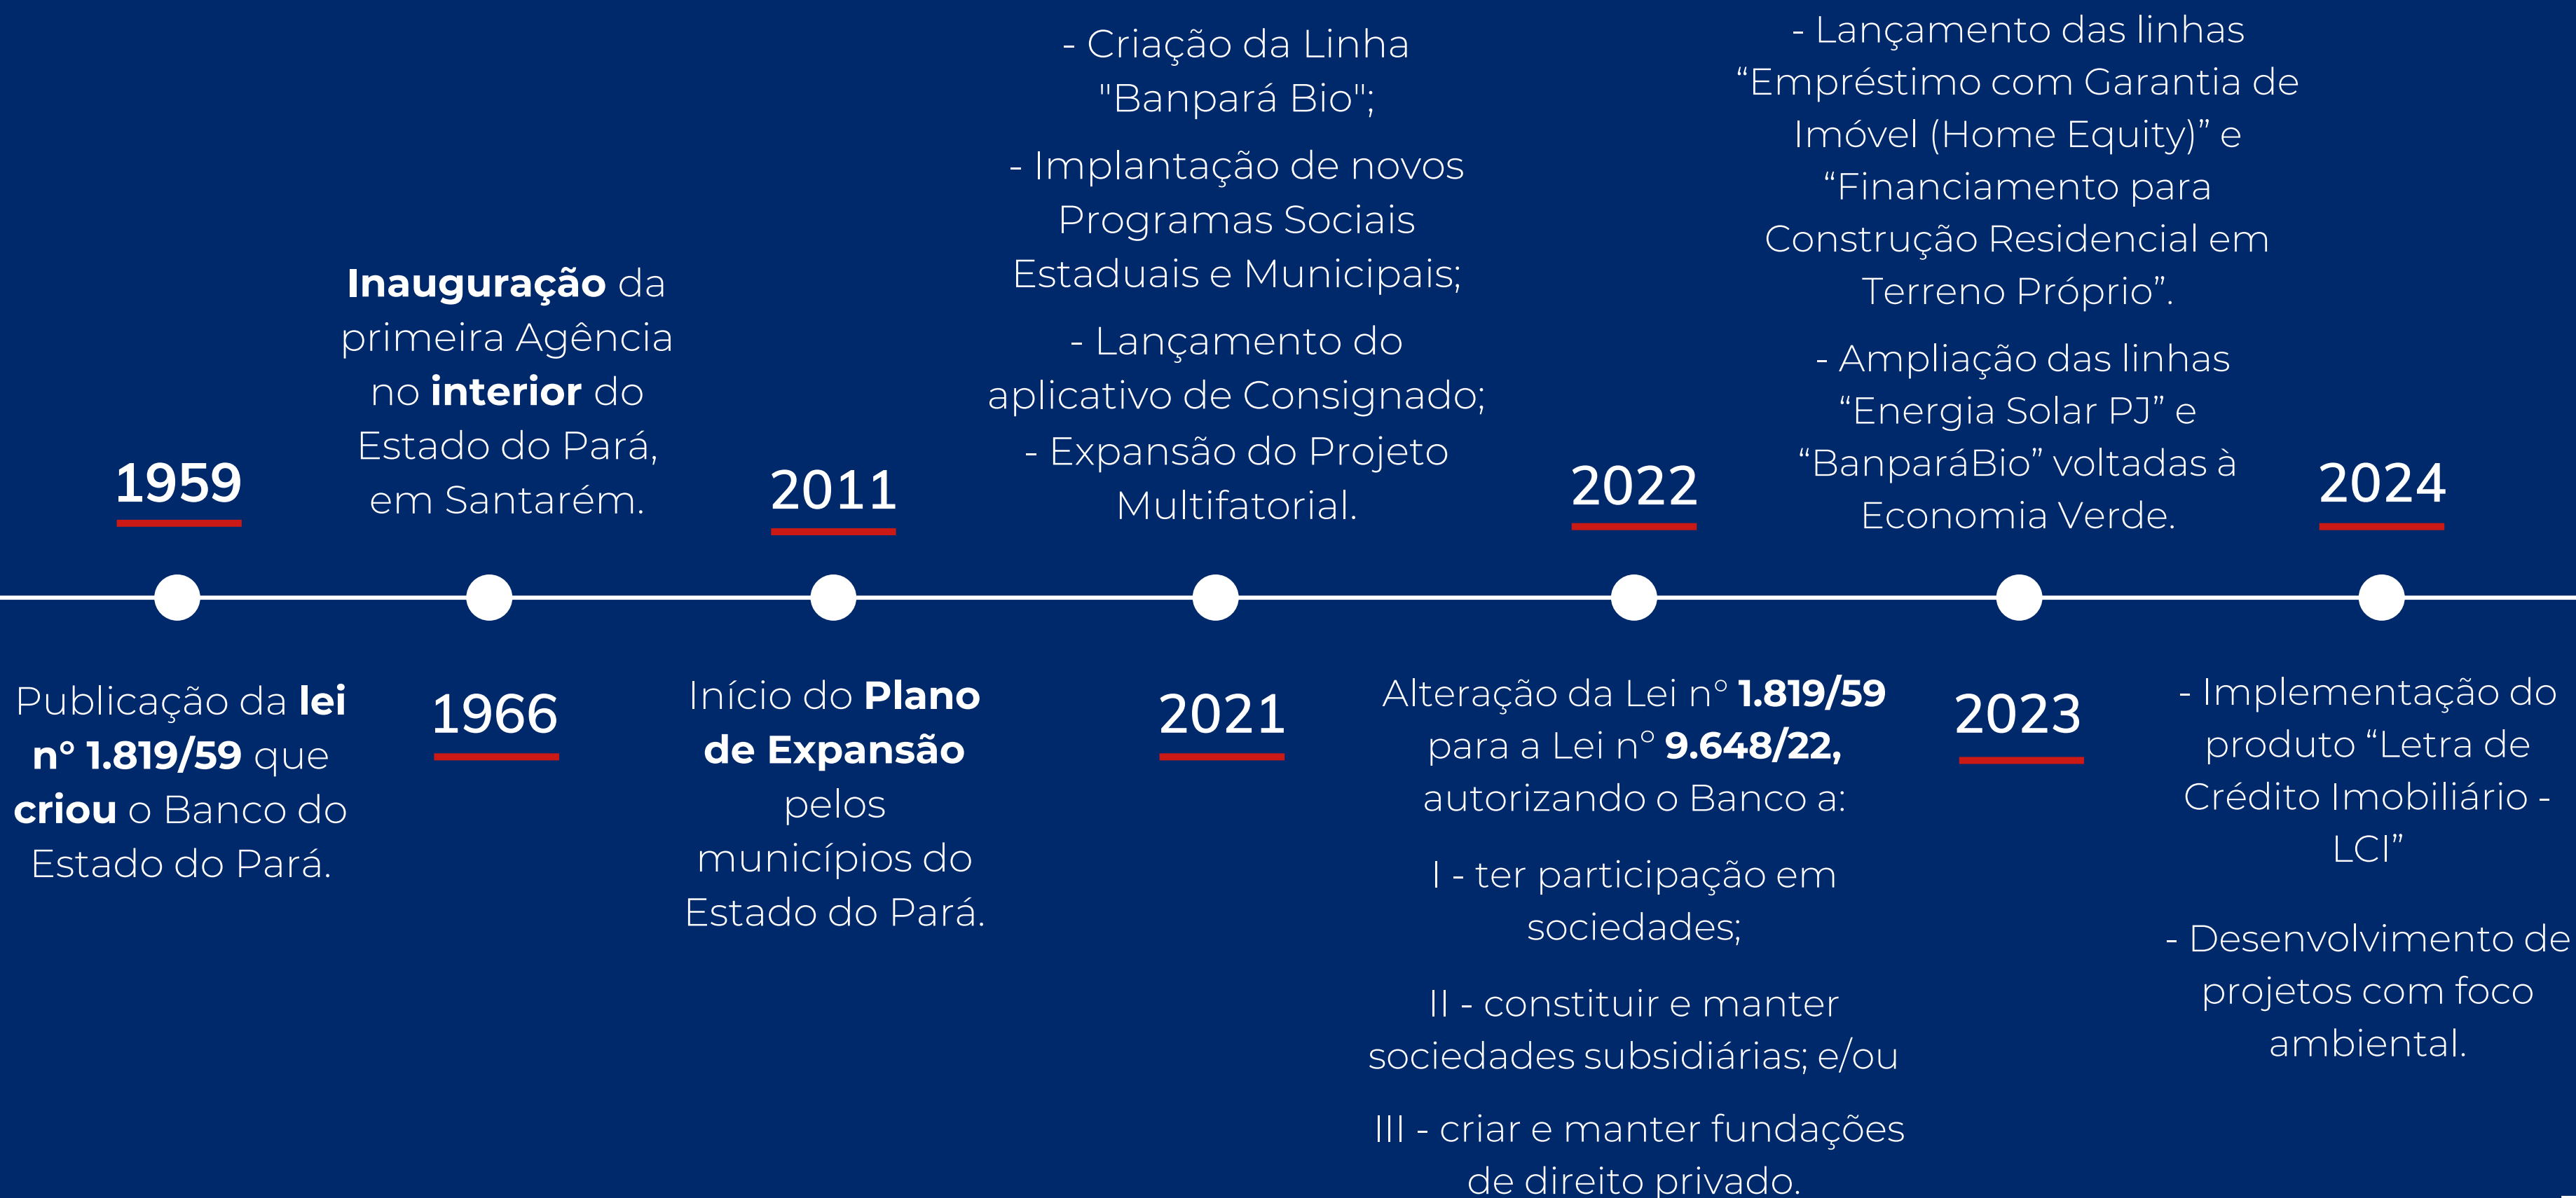 1959
Publicação da lei
n° 1.819/59 que
criou o Banco do
Estado do Pará.
Inauguração da
primeira Agência
no interior do
Estado do Pará,
em Santarém.
1966
2011
Início do Plano
de Expansão
pelos
municípios do
Estado do Pará.
- Criação da Linha
"Banpará Bio";
- Implantação de novos
Programas Sociais
Estaduais e Municipais;
- Lançamento do
aplicativo de Consignado;
- Expansão do Projeto
Multifatorial.
2021
2022
Alteração da Lei n° 1.819/59
para a Lei nº 9.648/22,
autorizando o Banco a:
I - ter participação em
sociedades;
II - constituir e manter
sociedades subsidiárias; e/ou
III - criar e manter fundações
de direito privado.
- Lançamento das linhas
“Empréstimo com Garantia de
Imóvel (Home Equity)” e
“Financiamento para
Construção Residencial em
Terreno Próprio”.
- Ampliação das linhas
“Energia Solar PJ” e
“BanparáBio” voltadas à
Economia Verde.
2023
2024
- Implementação do
produto “Letra de
Crédito Imobiliário -
LCI”
- Desenvolvimento de
projetos com foco
ambiental.